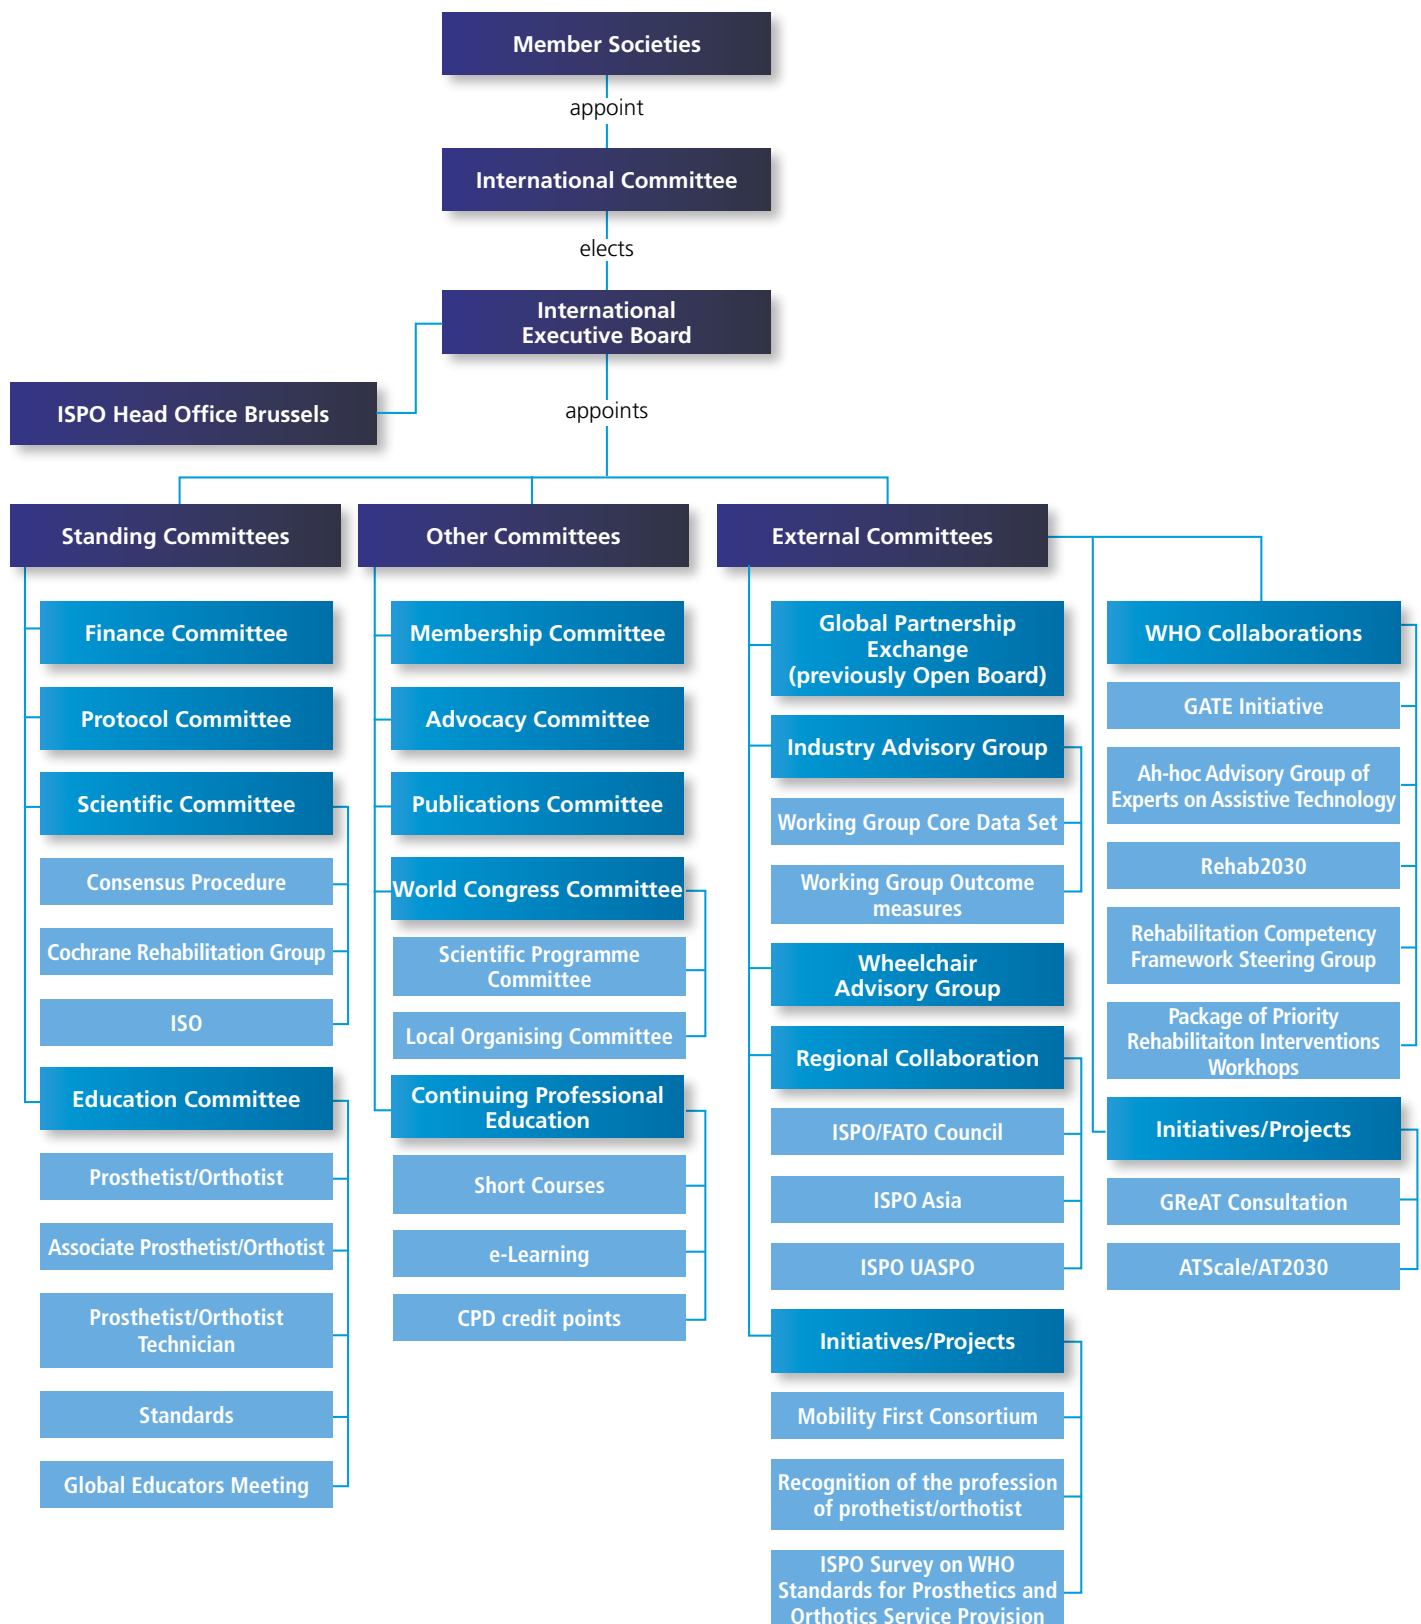 Member Societies
appoint
International Committee
elects
International
Executive Board
ISPO Head Office Brussels
appoints
Standing Committees
Finance Committee
Protocol Committee
Scientific Committee
Consensus Procedure
Cochrane Rehabilitation Group
ISO
Education Committee
Prosthetist/Orthotist
Associate Prosthetist/Orthotist
Prosthetist/Orthotist
Technician
Standards
Global Educators Meeting
Other Committees
Membership Committee
Advocacy Committee
Publications Committee
World Congress Committee
Scientific Programme
Committee
Local Organising Committee
Continuing Professional
Education
Short Courses
e-Learning
CPD credit points
External Committees
Global Partnership
Exchange
(previously Open Board)
Industry Advisory Group
Working Group Core Data Set
Working Group Outcome
measures
Wheelchair
Advisory Group
Regional Collaboration
ISPO/FATO Council
ISPO Asia
ISPO UASPO
Initiatives/Projects
Mobility First Consortium
Recognition of the profession
of prothetist/orthotist
ISPO Survey on WHO
Standards for Prosthetics and
Orthotics Service Provision
WHO Collaborations
GATE Initiative
Ah-hoc Advisory Group of
Experts on Assistive Technology
Rehab2030
Rehabilitation Competency
Framework Steering Group
Package of Priority
Rehabilitaiton Interventions
Workhops
Initiatives/Projects
GReAT Consultation
ATScale/AT2030